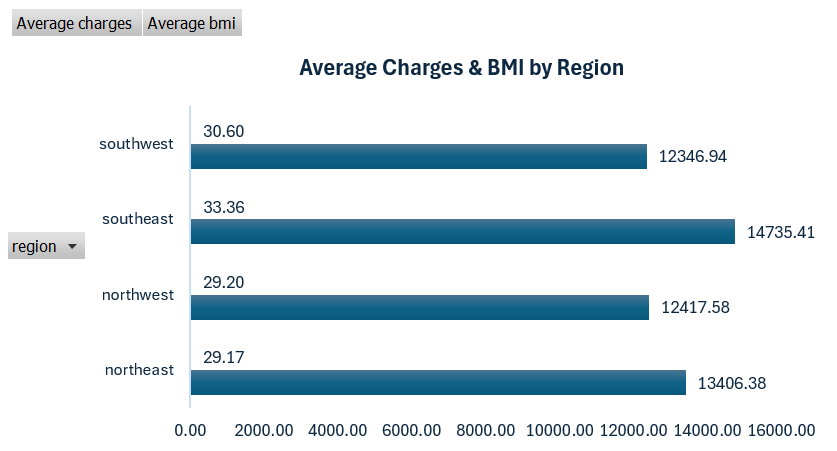 Average charges Average bmi
Average Charges & BMI by Region
30.60
southwest
12346.94
33.36
southeast
14735.41
region
29.20
northwest
12417.58
29.17
northeast
13406.38
0.00 2000.00 4000.00 6000.00 8000.00 10000.00 12000.00 14000.00 16000.00